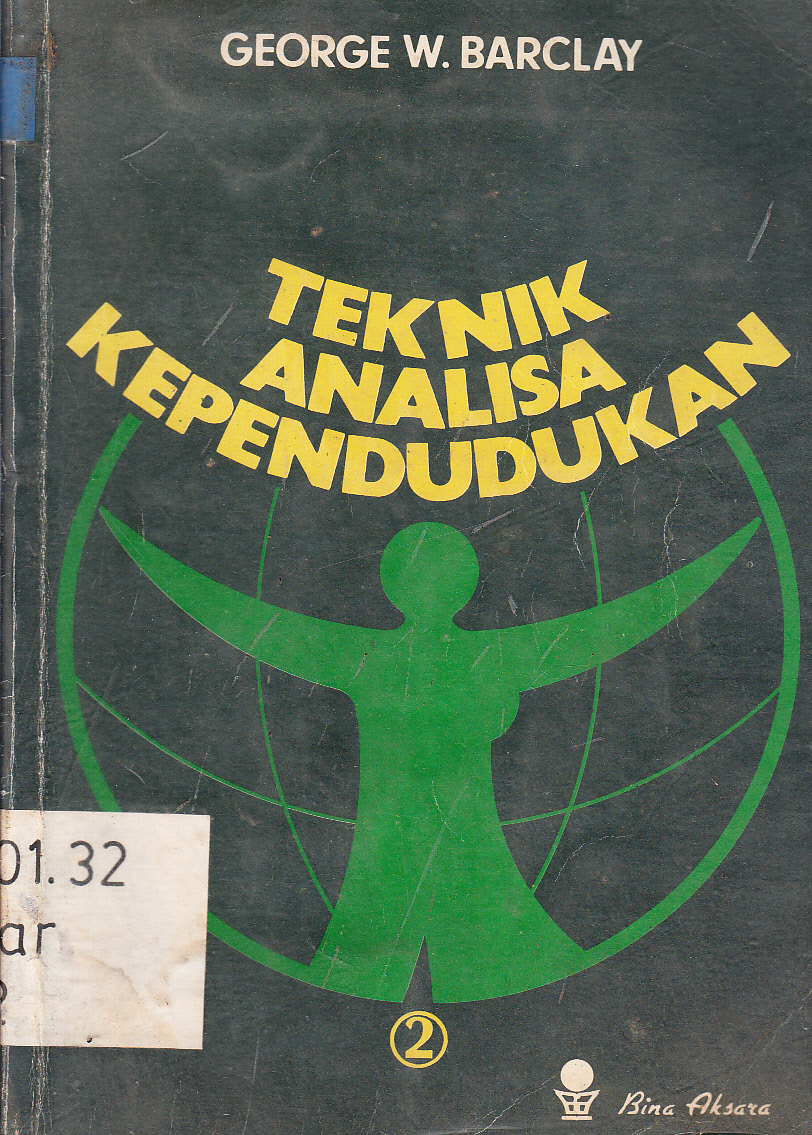 GEORGE W. BARCLAY
TEKNIK
ANALISA
KEPENDUDUKAN
01.32
ar
2
Bina Aksara